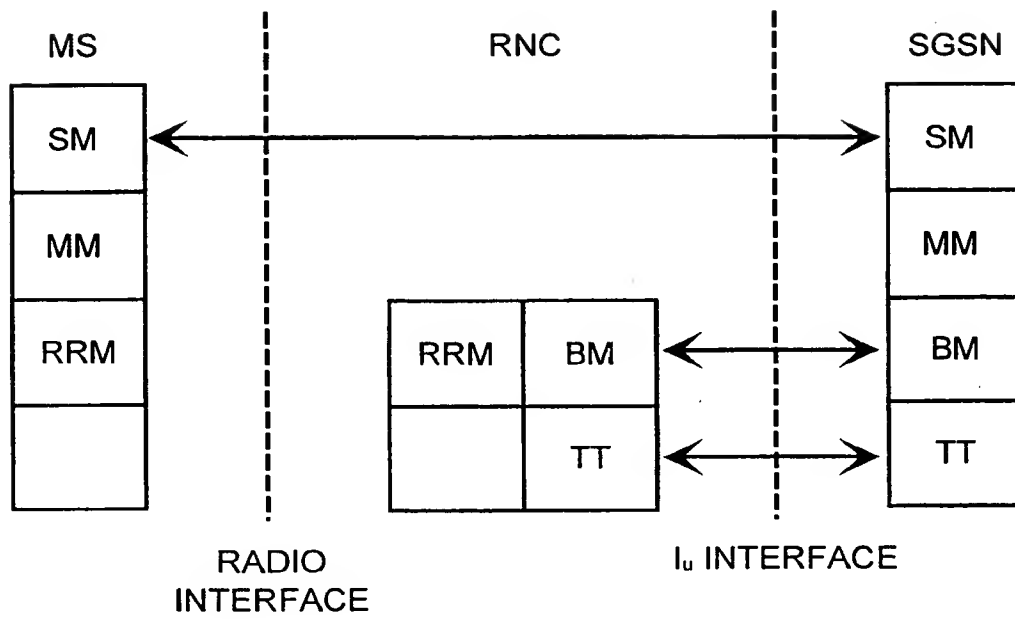 MS RNC SGSN
SM SM
MM MM
RRM RRM BM BM
TT TT
RADIO
INTERFACE
Iu INTERFACE